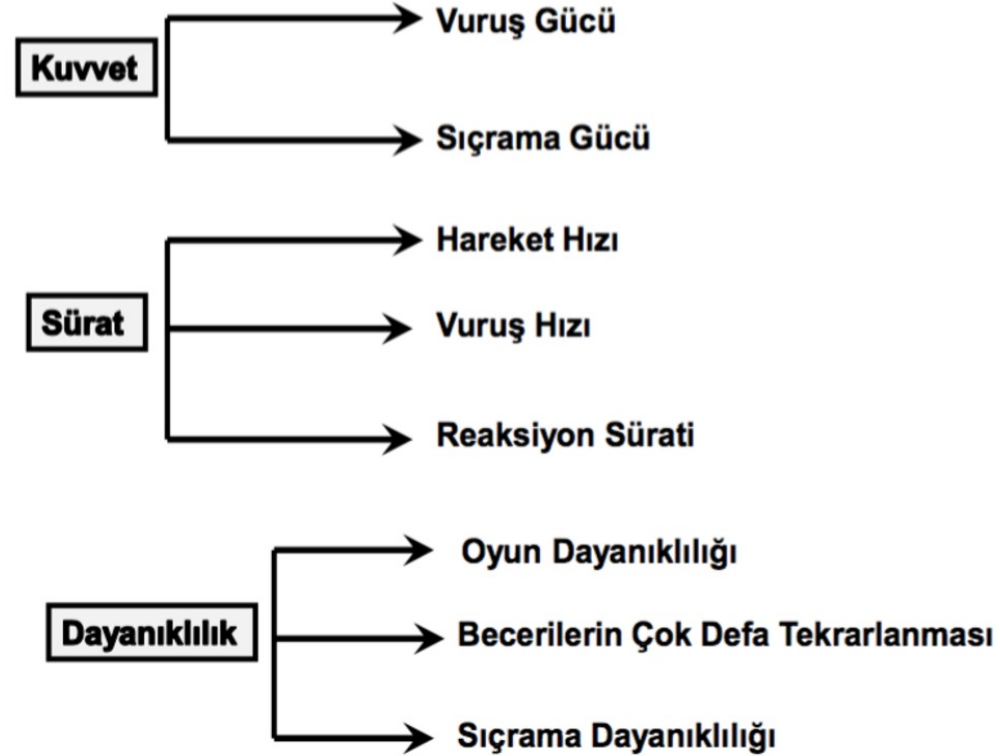 Kuvvet
Vuruş Gücü
Sıçrama Gücü
Sürat
Hareket Hızı
Vuruş Hızı
Reaksiyon Sürati
Dayanıklılık
Oyun Dayanıklılığı
Becerilerin Çok Defa Tekrarlanması
Sıçrama Dayanıklılığı